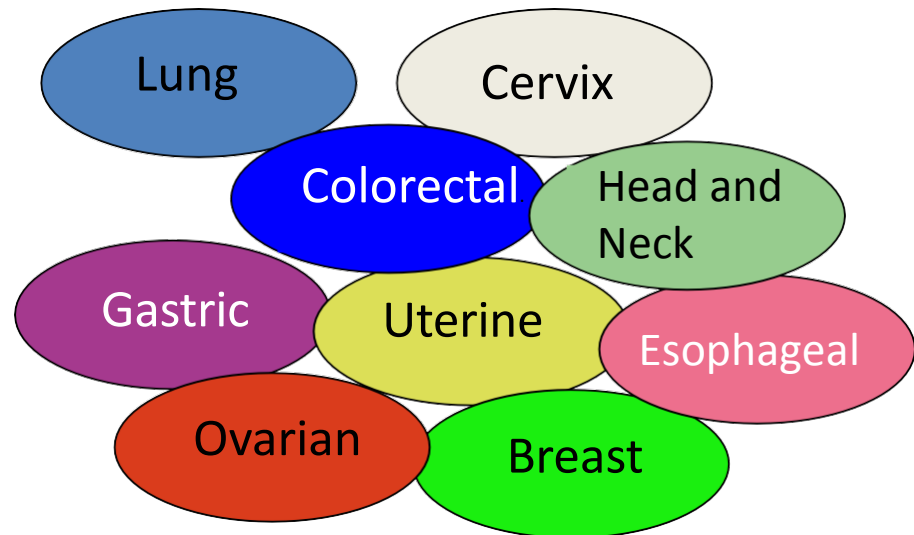 Lung
Cervix
Colorectal
Head and
Neck
Gastric
Uterine
Esophageal
Ovarian
Breast